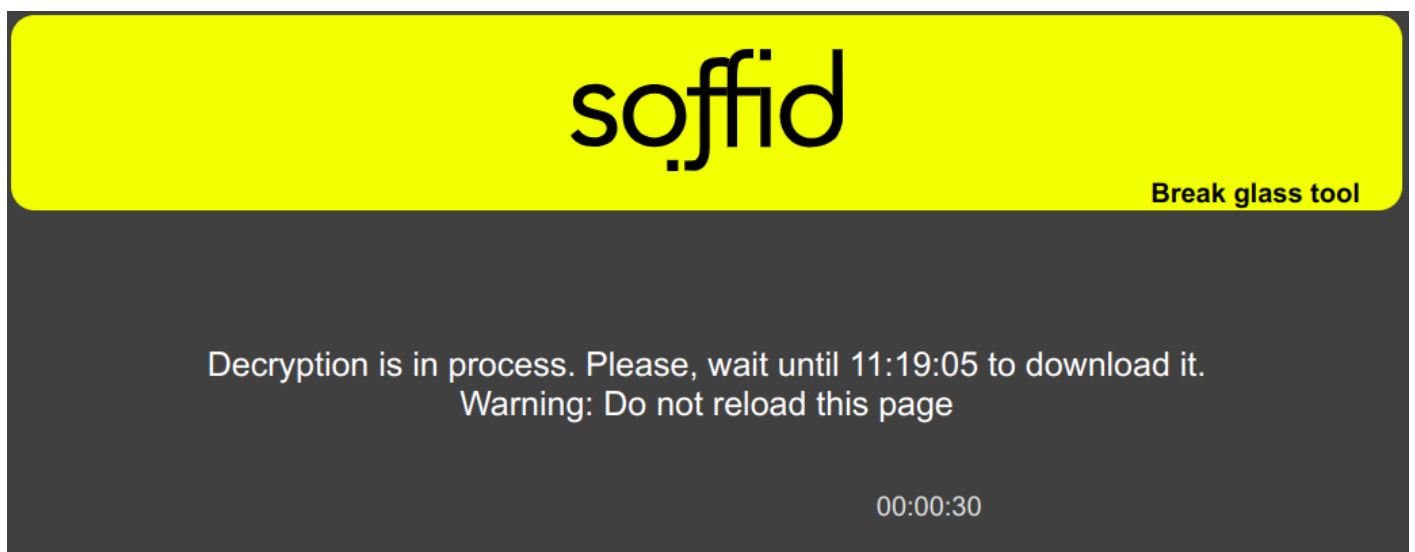 soffid
Break glass tool
Decryption is in process. Please, wait until 11:19:05 to download it.
Warning: Do not reload this page
00:00:30